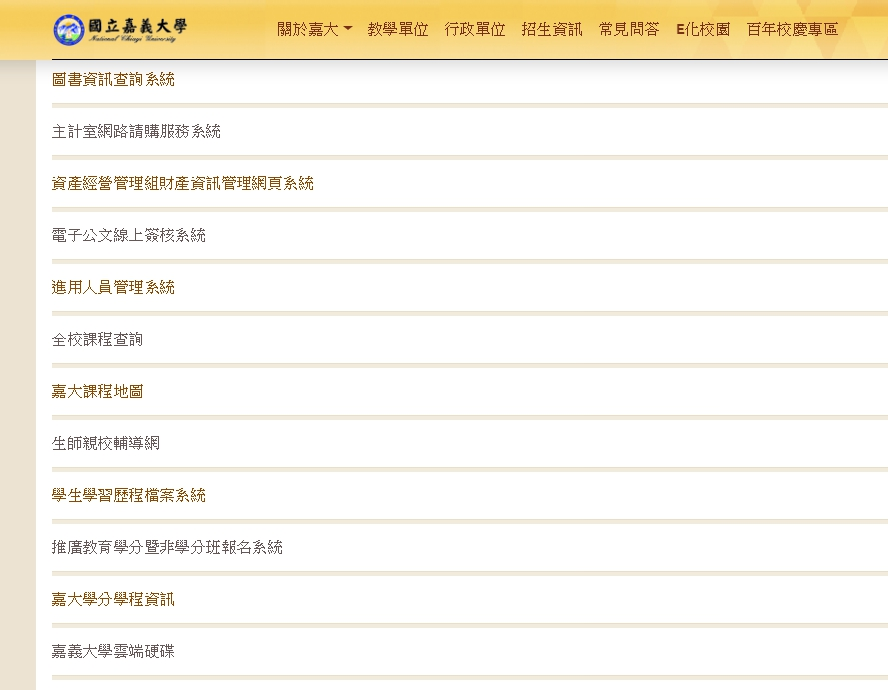 國立嘉義大學
National Chiayi University
關於嘉大 教學單位 行政單位 招生資訊 常見問答 E化校園 百年校慶專區
圖書資訊查詢系統
主計室網路請購服務系統
資產經營管理組財產資訊管理網頁系統
電子公文線上簽核系統
進用人員管理系統
全校課程查詢
嘉大課程地圖
生師親校輔導網
學生學習歷程檔案系統
推廣教育學分暨非學分班報名系統
嘉大學分學程資訊
嘉義大學雲端硬碟